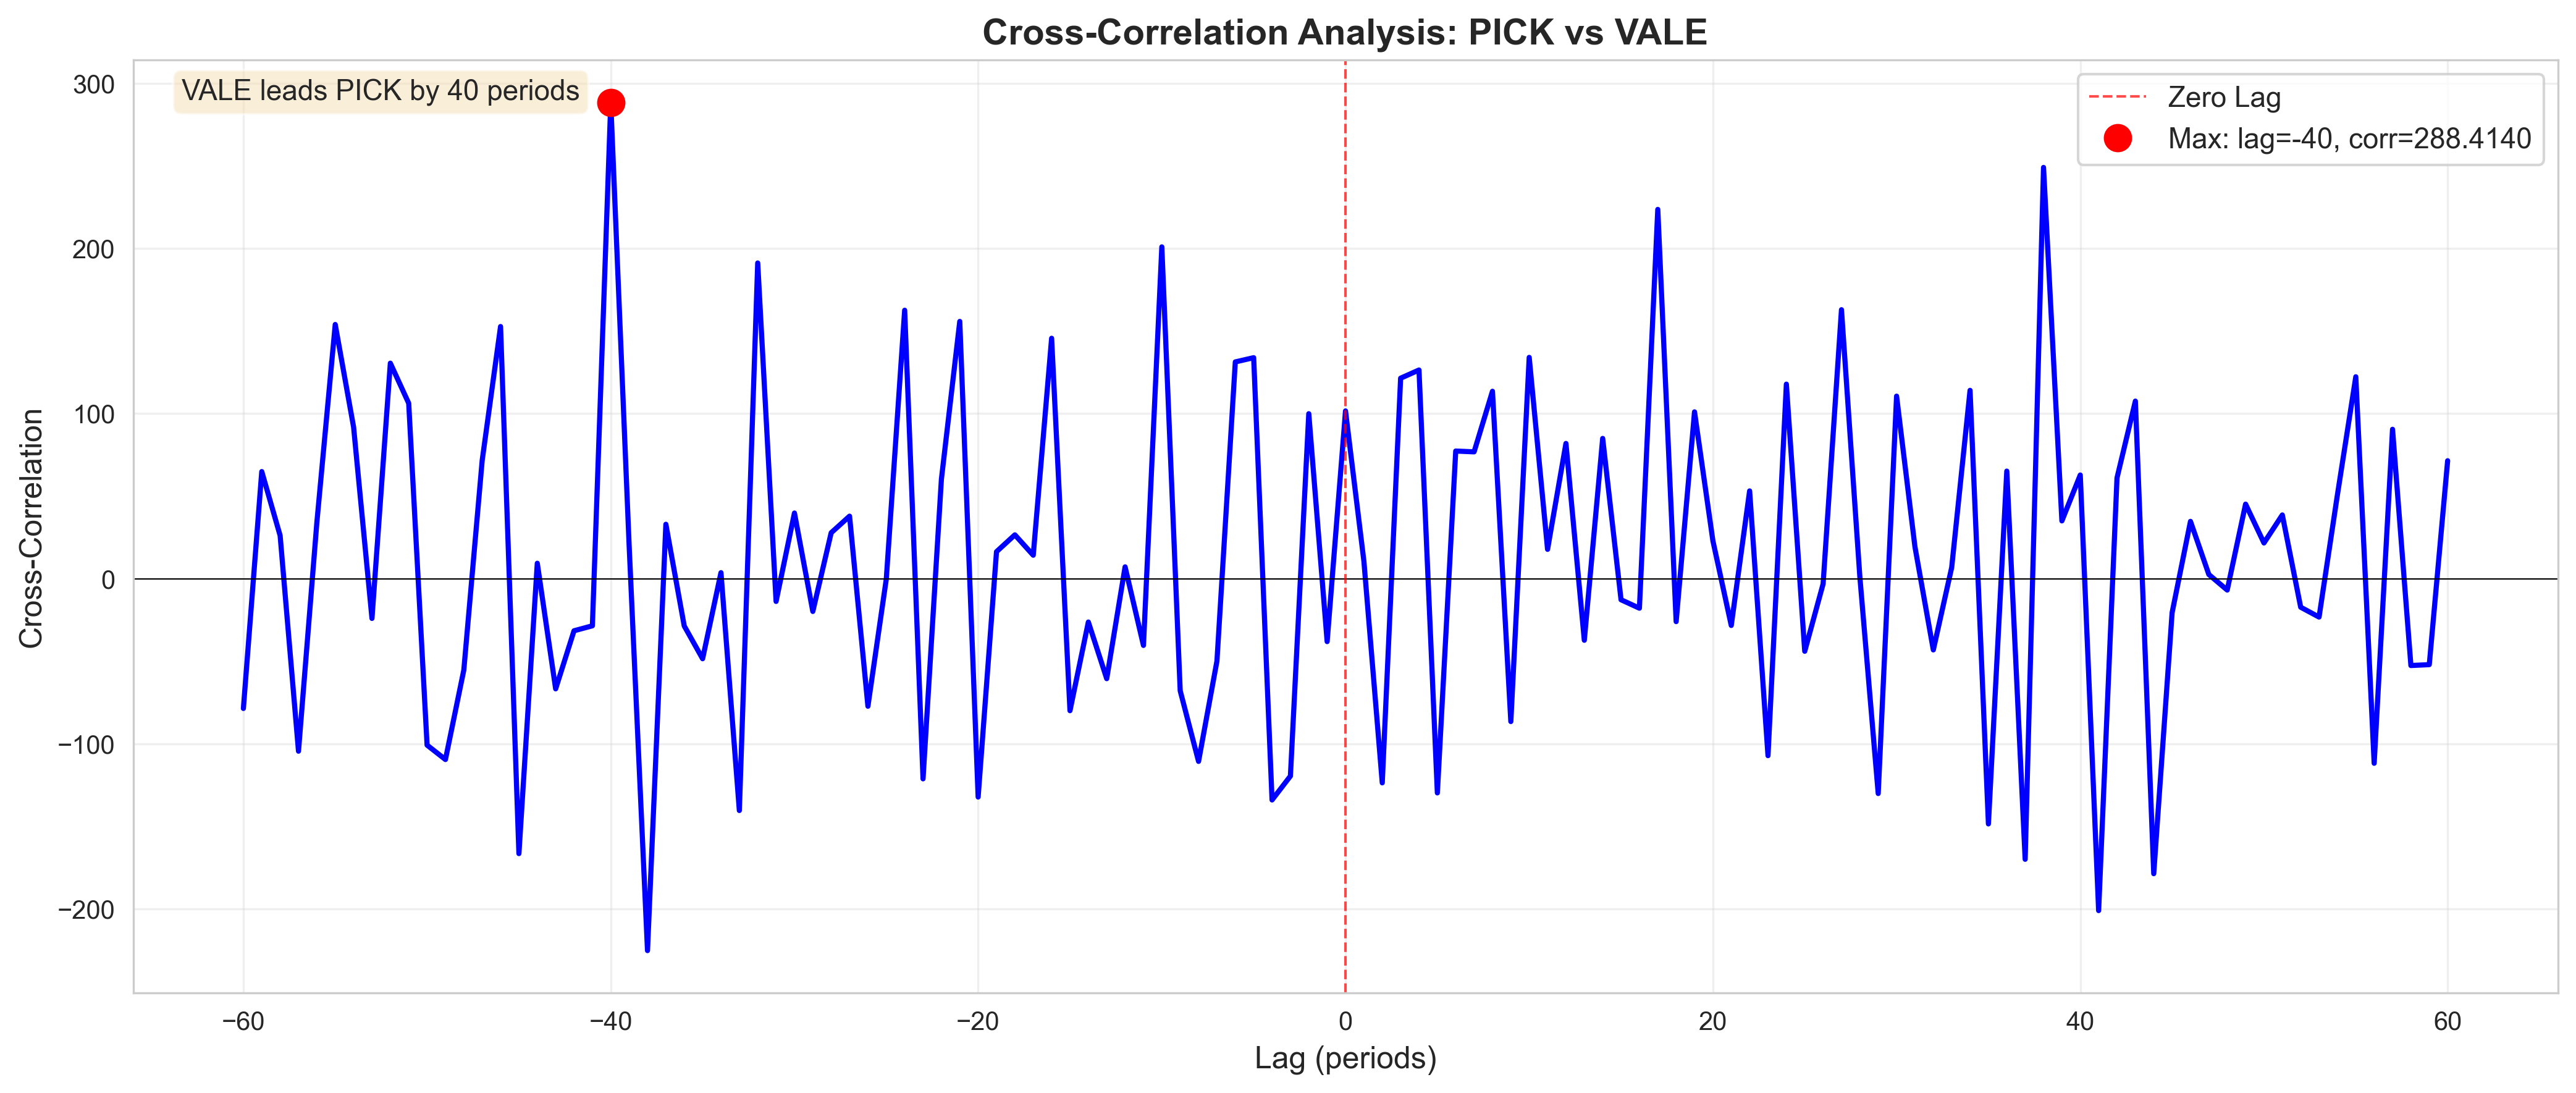 Cross-Correlation Analysis: PICK vs VALE
VALE leads PICK by 40 periods
Zero Lag
Max: lag=-40, corr=288.4140
Cross-Correlation
300
200
100
0
−100
−200
−60
−40
−20
0
20
40
60
Lag (periods)